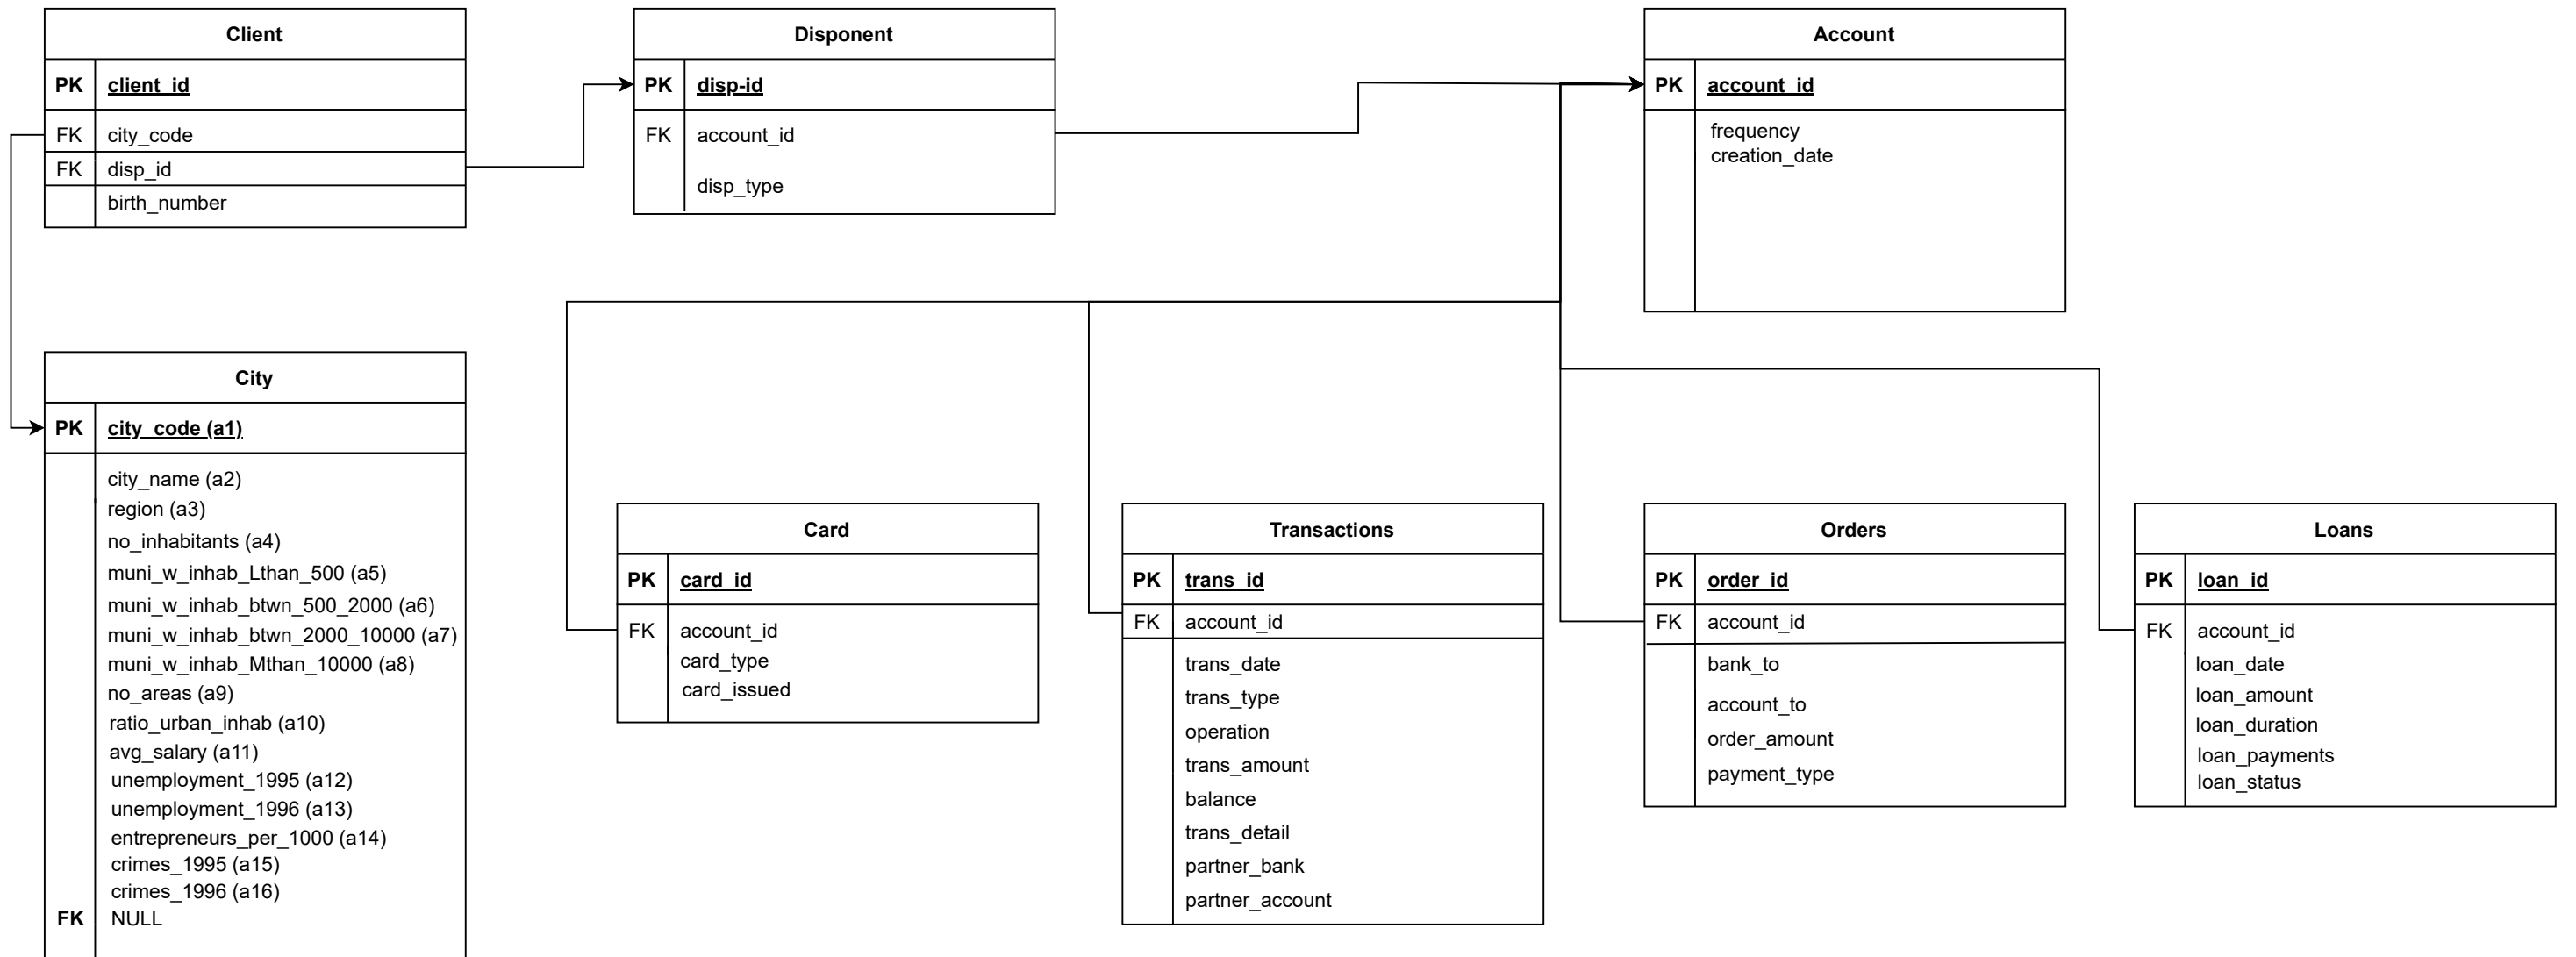 Client
PK client_id
FK city_code
FK disp_id
birth_number
Disponent
PK disp-id
FK account_id
disp_type
Account
PK account_id
frequency
creation_date
City
PK city_code (a1)
city_name (a2)
region (a3)
no_inhabitants (a4)
muni_w_inhab_Lthan_500 (a5)
muni_w_inhab_btwn_500_2000 (a6)
muni_w_inhab_btwn_2000_10000 (a7)
muni_w_inhab_Mthan_10000 (a8)
no_areas (a9)
ratio_urban_inhab (a10)
avg_salary (a11)
unemployment_1995 (a12)
unemployment_1996 (a13)
entrepreneurs_per_1000 (a14)
crimes_1995 (a15)
crimes_1996 (a16)
FK NULL
Card
PK card_id
FK account_id
card_type
card_issued
Transactions
PK trans_id
FK account_id
trans_date
trans_type
operation
trans_amount
balance
trans_detail
partner_bank
partner_account
Orders
PK order_id
FK account_id
bank_to
account_to
order_amount
payment_type
Loans
PK loan_id
FK account_id
loan_date
loan_amount
loan_duration
loan_payments
loan_status